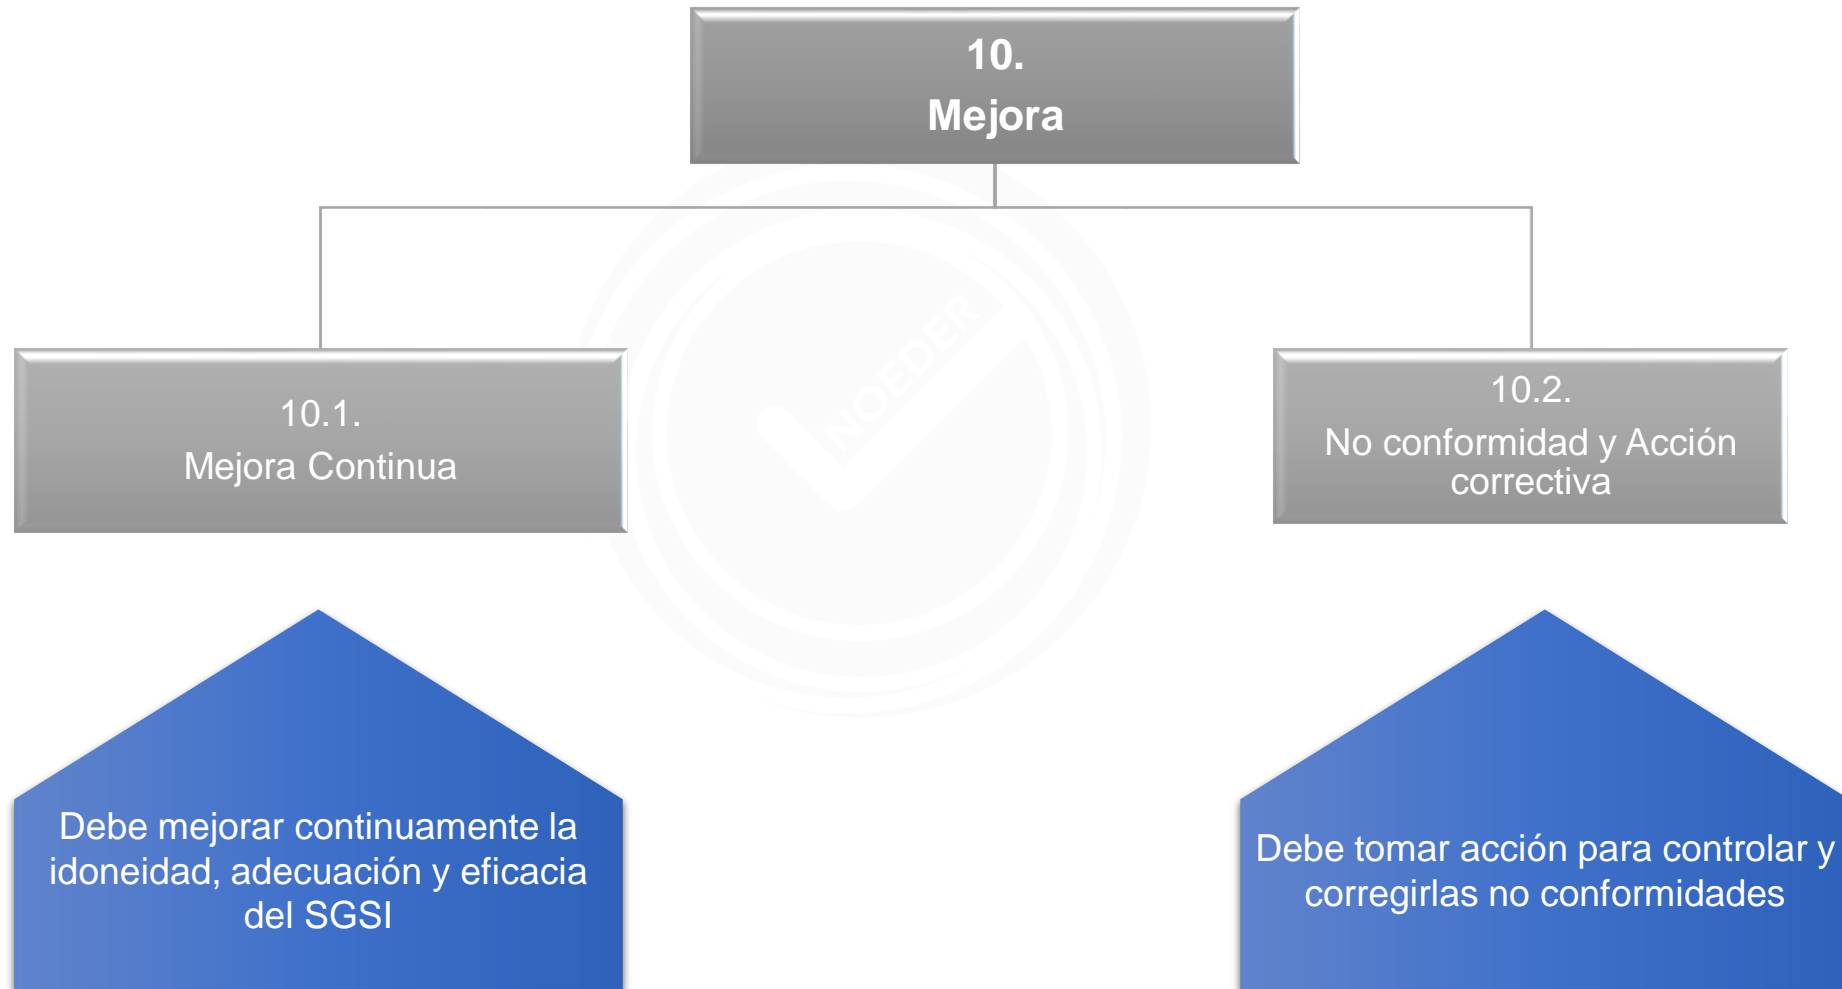 10.
Mejora
10.1.
Mejora Continua
10.2.
No conformidad y Acción
correctiva
NOEDER
Debe mejorar continuamente la
idoneidad, adecuación y eficacia
del SGSI
Debe tomar acción para controlar y
corregirlas no conformidades